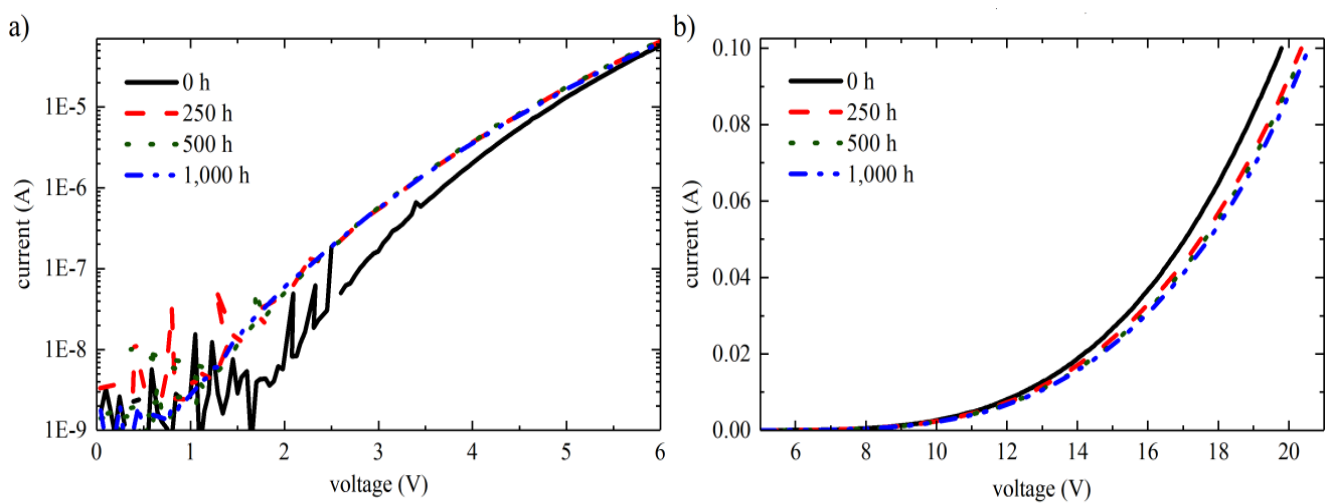 a)
0 h
250 h
500 h
1,000 h
1E-5
1E-6
1E-7
1E-8
1E-9
current (A)
0 1 2 3 4 5 6
voltage (V)
b)
0 h
250 h
500 h
1,000 h
0.10
0.08
0.06
0.04
0.02
0.00
current (A)
6 8 10 12 14 16 18 20
voltage (V)